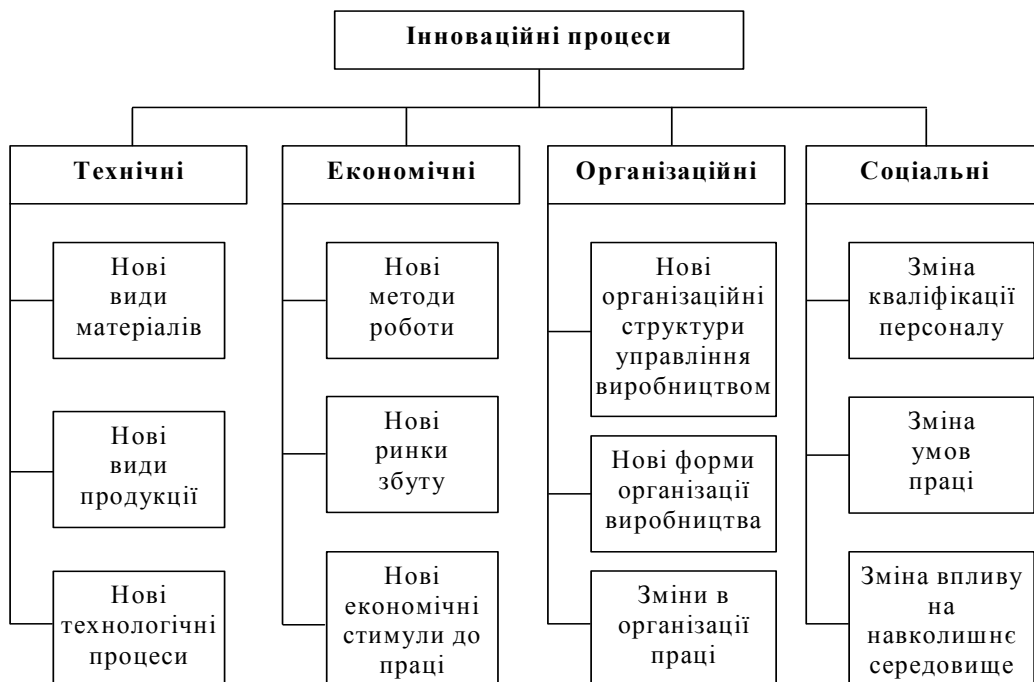 Інноваційні процеси
Технічні
Економічні
Організаційні
Соціальні
Нові
види
матеріалів
Нові
види
продукції
Нові
технологічні
процеси
Нові
методи
роботи
Нові
ринки
збуту
Нові
економічні
стимули до
праці
Нові
організаційні
структури
управління
виробництвом
Нові форми
організації
виробництва
Зміни в
організації
праці
Зміна
кваліфікації
персоналу
Зміна
умов
праці
Зміна впливу
на
навколишнє
середовище